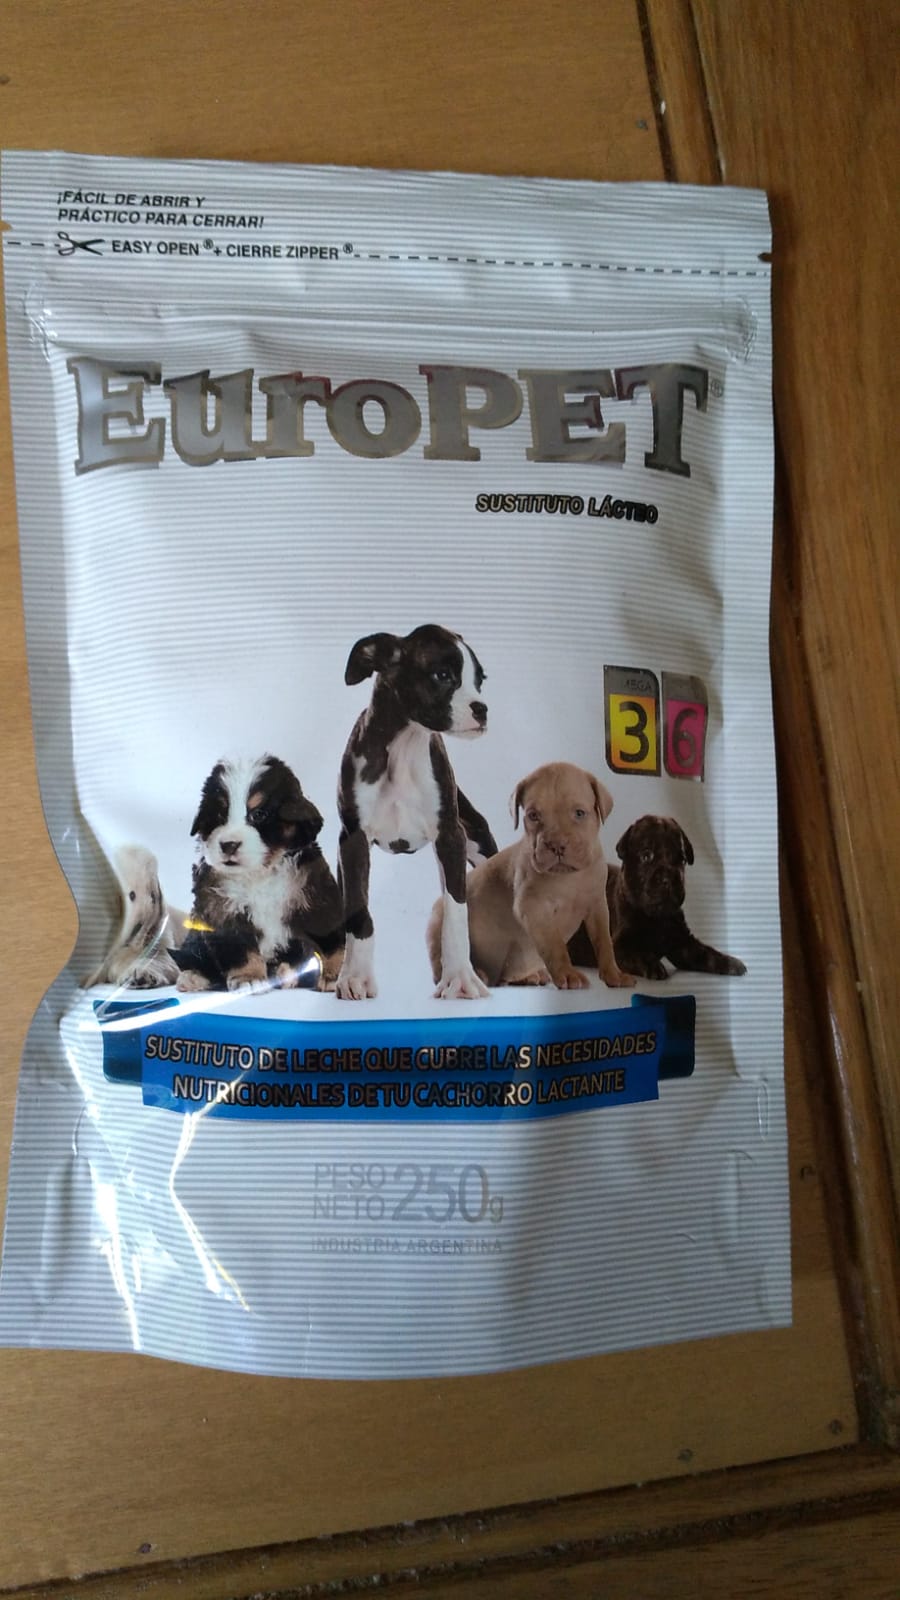 ¡FÁCIL DE ABRIR Y
PRÁCTICO PARA CERRAR!
EASY OPEN®+ CIERRE ZIPPER®
EuroPET®
SUSTITUTO LÁCTEO
MEGA
3 6
SUSTITUTO DE LECHE QUE CUBRE LAS NECESIDADES
NUTRICIONALES DE TU CACHORRO LACTANTE
PESO
NETO 250g
INDUSTRIA ARGENTINA